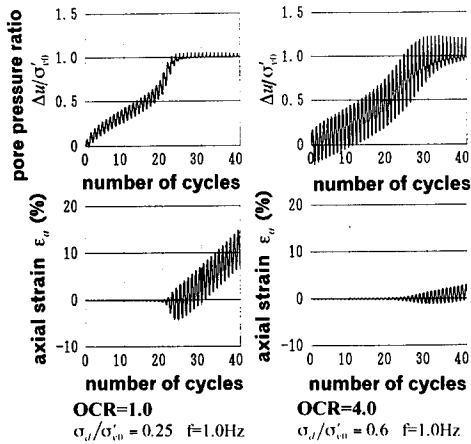 1.5
1.0
0.5
0
pore pressure ratio
Δu/σ'v0
0 10 20 30 40
number of cycles
1.5
1.0
0.5
0
Δu/σ'v0
0 10 20 30 40
number of cycles
20
10
0
-10
axial strain εa (%)
0 10 20 30 40
number of cycles
OCR=1.0
σd/σ'v0 = 0.25 f=1.0Hz
20
10
0
-10
axial strain εa (%)
0 10 20 30 40
number of cycles
OCR=4.0
σd/σ'v0 = 0.6 f=1.0Hz